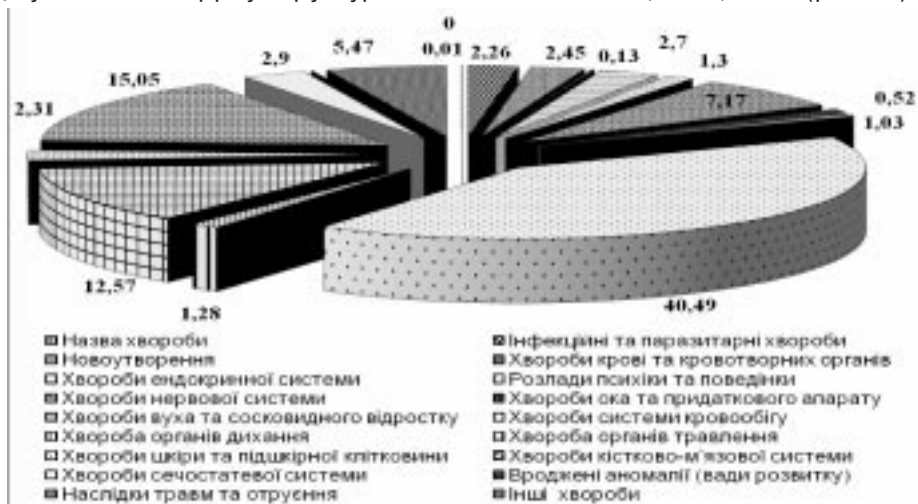 0
5,47
0,01
2,26
2,45
0,13
2,7
1,3
2,9
15,05
7,17
0,52
2,31
1,03
12,57
1,28
40,49
Назва хвороби
Інфекційні та паразитарні хвороби
Новоутворення
Хвороби крові та кровотворних органів
Хвороби ендокринної системи
Розлади психіки та поведінки
Хвороби нервової системи
Хвороби ока та придаткового апарату
Хвороби вуха та сосковидного відростку
Хвороби системи кровообігу
Хвороба органів дихання
Хвороба органів травлення
Хвороби шкіри та підшкірної клітковини
Хвороби кістково-м'язової системи
Хвороби сечостатевої системи
Вроджені аномалії (вади розвитку)
Наслідки травм та отруєння
Інші хвороби